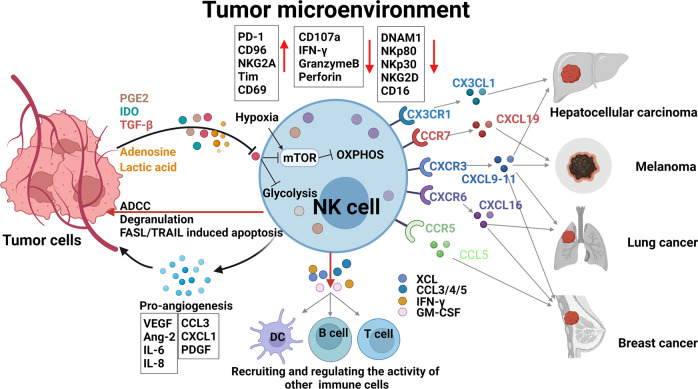 Tumor microenvironment
PD-1
CD96
NKG2A
Tim
CD69
CD107a
IFN-γ
GranzymeB
Perforin
DNAM1
NKp80
NKp30
NKG2D
CD16
PGE2
IDO
TGF-β
Adenosine
Lactic acid
Tumor cells
Hypoxia
mTOR
OXPHOS
Glycolysis
NK cell
ADCC
Degranulation
FASL/TRAIL induced apoptosis
Pro-angiogenesis
VEGF
Ang-2
IL-6
IL-8
CCL3
CXCL1
PDGF
CX3CR1
CCR7
CXCR3
CXCR6
CCR5
CX3CL1
CXCL19
CXCL9-11
CXCL16
CCL5
Hepatocellular carcinoma
Melanoma
Lung cancer
Breast cancer
XCL
CCL3/4/5
IFN-γ
GM-CSF
DC
B cell
T cell
Recruiting and regulating the activity of
other immune cells